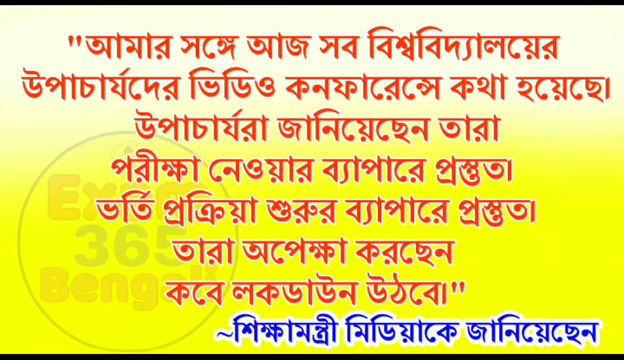 "আমার সঙ্গে আজ সব বিশ্ববিদ্যালয়ের
উপাচার্যদের ভিডিও কনফারেন্সে কথা হয়েছে।
উপাচার্যরা জানিয়েছেন তারা
পরীক্ষা নেওয়ার ব্যাপারে প্রস্তুত।
ভর্তি প্রক্রিয়া শুরুর ব্যাপারে প্রস্তুত।
তারা অপেক্ষা করছেন
কবে লকডাউন উঠবে।"
~শিক্ষামন্ত্রী মিডিয়াকে জানিয়েছেন
365